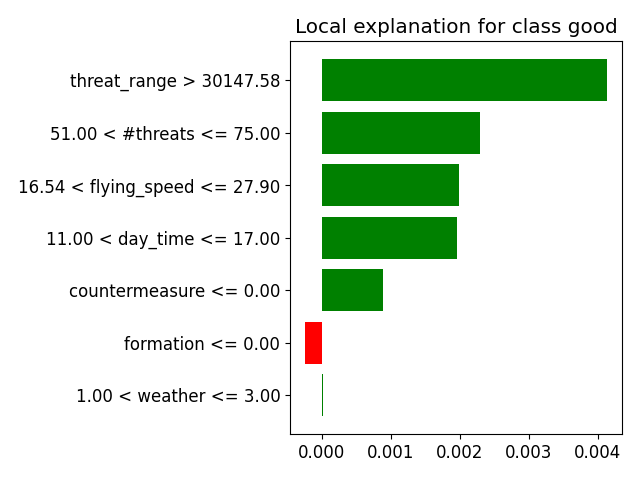 Local explanation for class good
threat_range > 30147.58
51.00 < #threats <= 75.00
16.54 < flying_speed <= 27.90
11.00 < day_time <= 17.00
countermeasure <= 0.00
formation <= 0.00
1.00 < weather <= 3.00
0.000 0.001 0.002 0.003 0.004